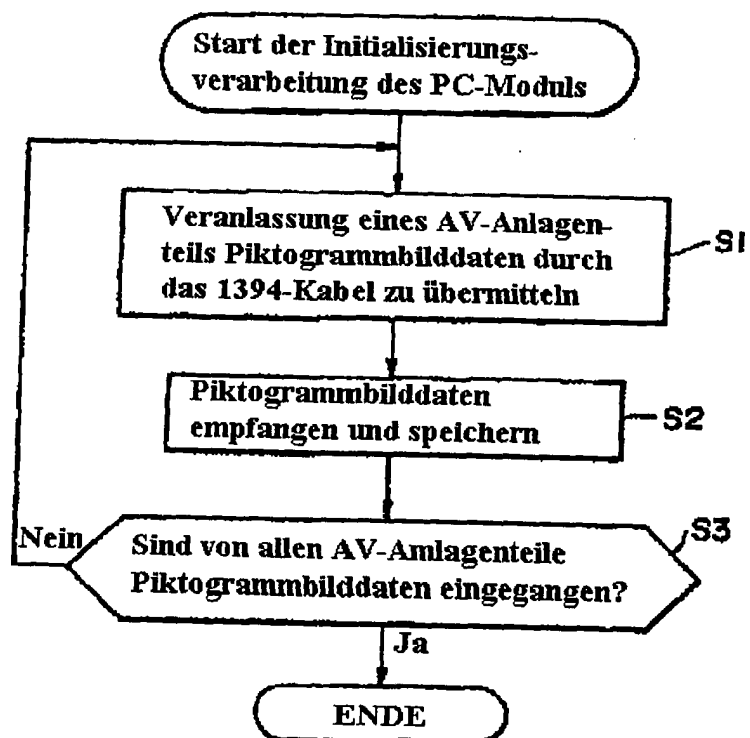 Start der Initialisierungs-
verarbeitung des PC-Moduls
Veranlassung eines AV-Anlagen-
teils Piktogrammbilddaten durch
das 1394-Kabel zu übermitteln
S1
Piktogrammbilddaten
empfangen und speichern
S2
Nein
Sind von allen AV-Amlagenteile
Piktogrammbilddaten eingegangen?
S3
Ja
ENDE